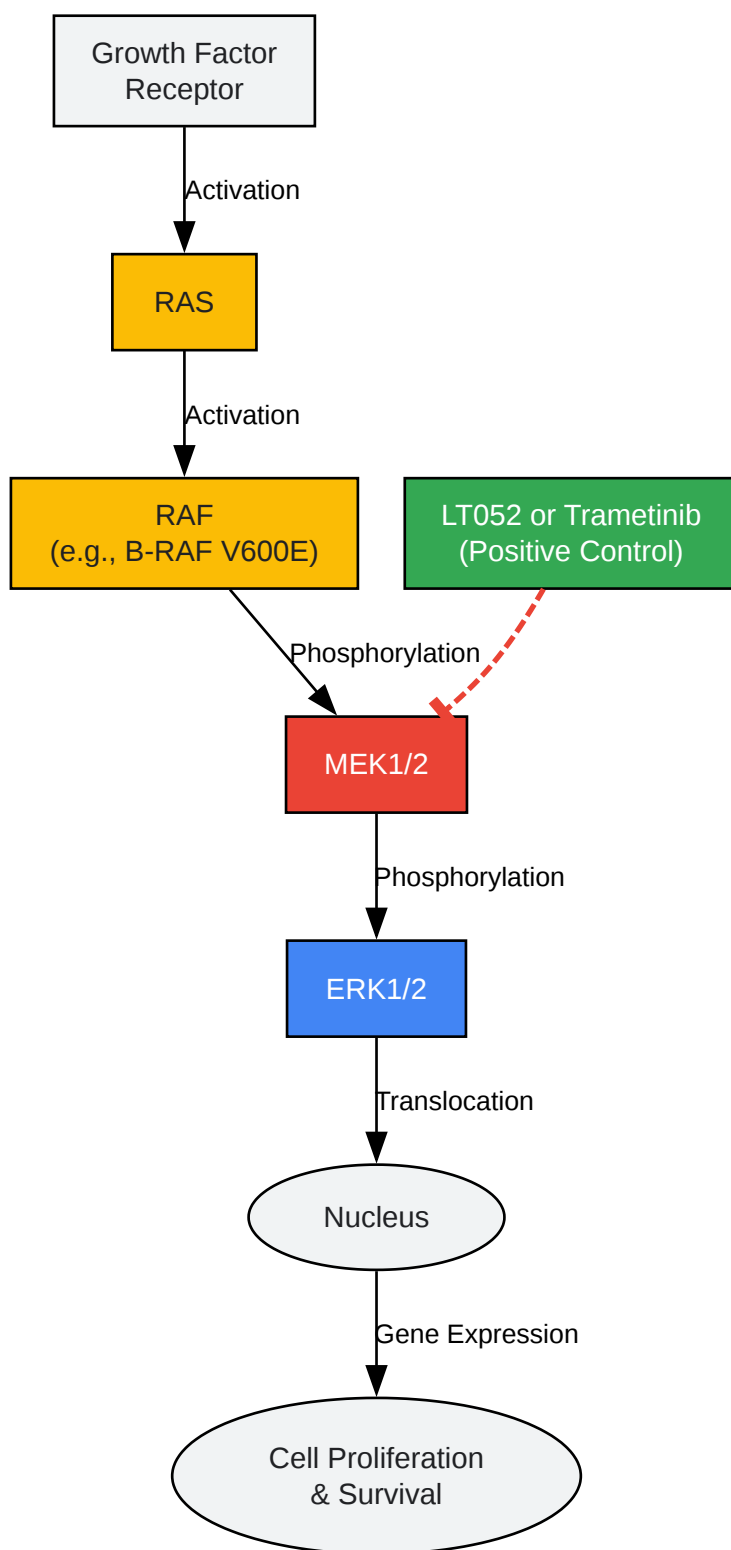 Growth Factor
Receptor
Activation
RAS
Activation
RAF
(e.g., B-RAF V600E)
LT052 or Trametinib
(Positive Control)
Phosphorylation
MEK1/2
Phosphorylation
ERK1/2
Translocation
Nucleus
Gene Expression
Cell Proliferation
& Survival